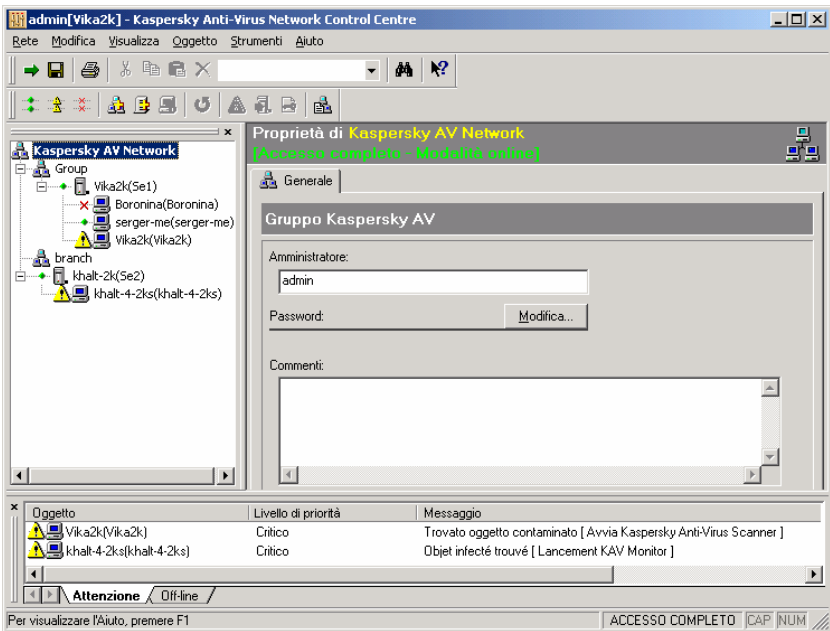 admin[Vika2k] - Kaspersky Anti-Virus Network Control Centre
Rete Modifica Visualizza Oggetto Strumenti Aiuto
Kaspersky AV Network
Group
Vika2k(Se1)
Boronina(Boronina)
serger-me(serger-me)
Vika2k(Vika2k)
branch
khalt-2k(Se2)
khalt-4-2ks(khalt-4-2ks)
Proprietà di Kaspersky AV Network
[Accesso completo - Modalità online]
Generale
Gruppo Kaspersky AV
Amministratore:
admin
Password:
Modifica...
Commenti:
Oggetto Livello di priorità Messaggio
Vika2k(Vika2k) Critico Trovato oggetto contaminato [ Avvia Kaspersky Anti-Virus Scanner ]
khalt-4-2ks(khalt-4-2ks) Critico Objet infecté trouvé [ Lancement KAV Monitor ]
Attenzione Off-line
Per visualizzare l'Aiuto, premere F1 ACCESSO COMPLETO CAP NUM